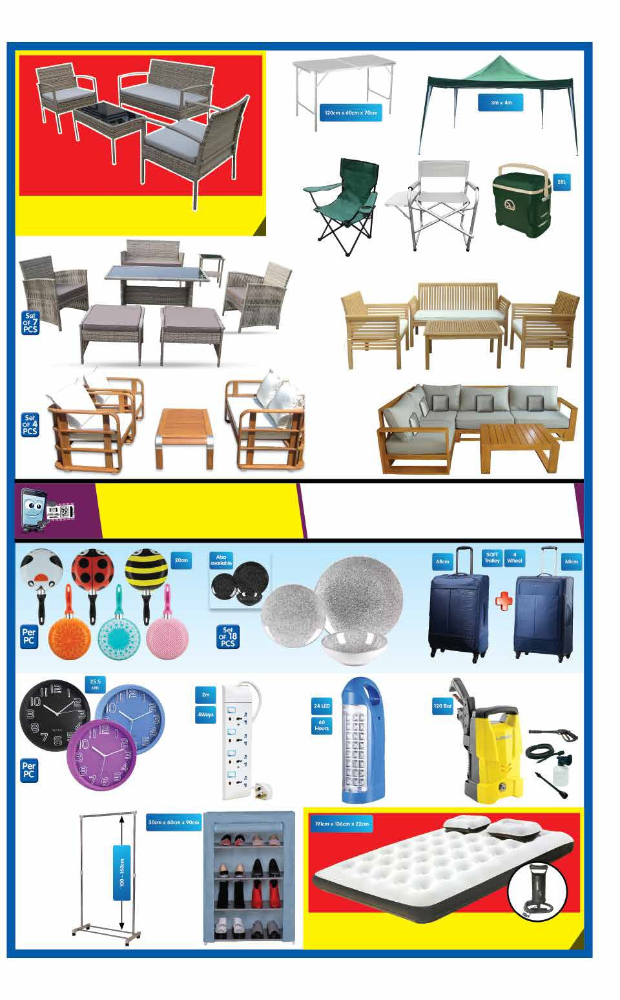 120cm x 60cm x 70cm
3m x 4m
28L
Set
OF 7
PCS
Set
OF 4
PCS
50
20cm
Also
available
Per
PC
Set
OF 18
PCS
68cm
SOFT
Trolley
4
Wheel
68cm
25.5
cm
Per
PC
2m
4Ways
24 LED
60
Hours
120 Bar
100 - 160cm
30cm x 60cm x 90cm
191cm x 136cm x 22cm